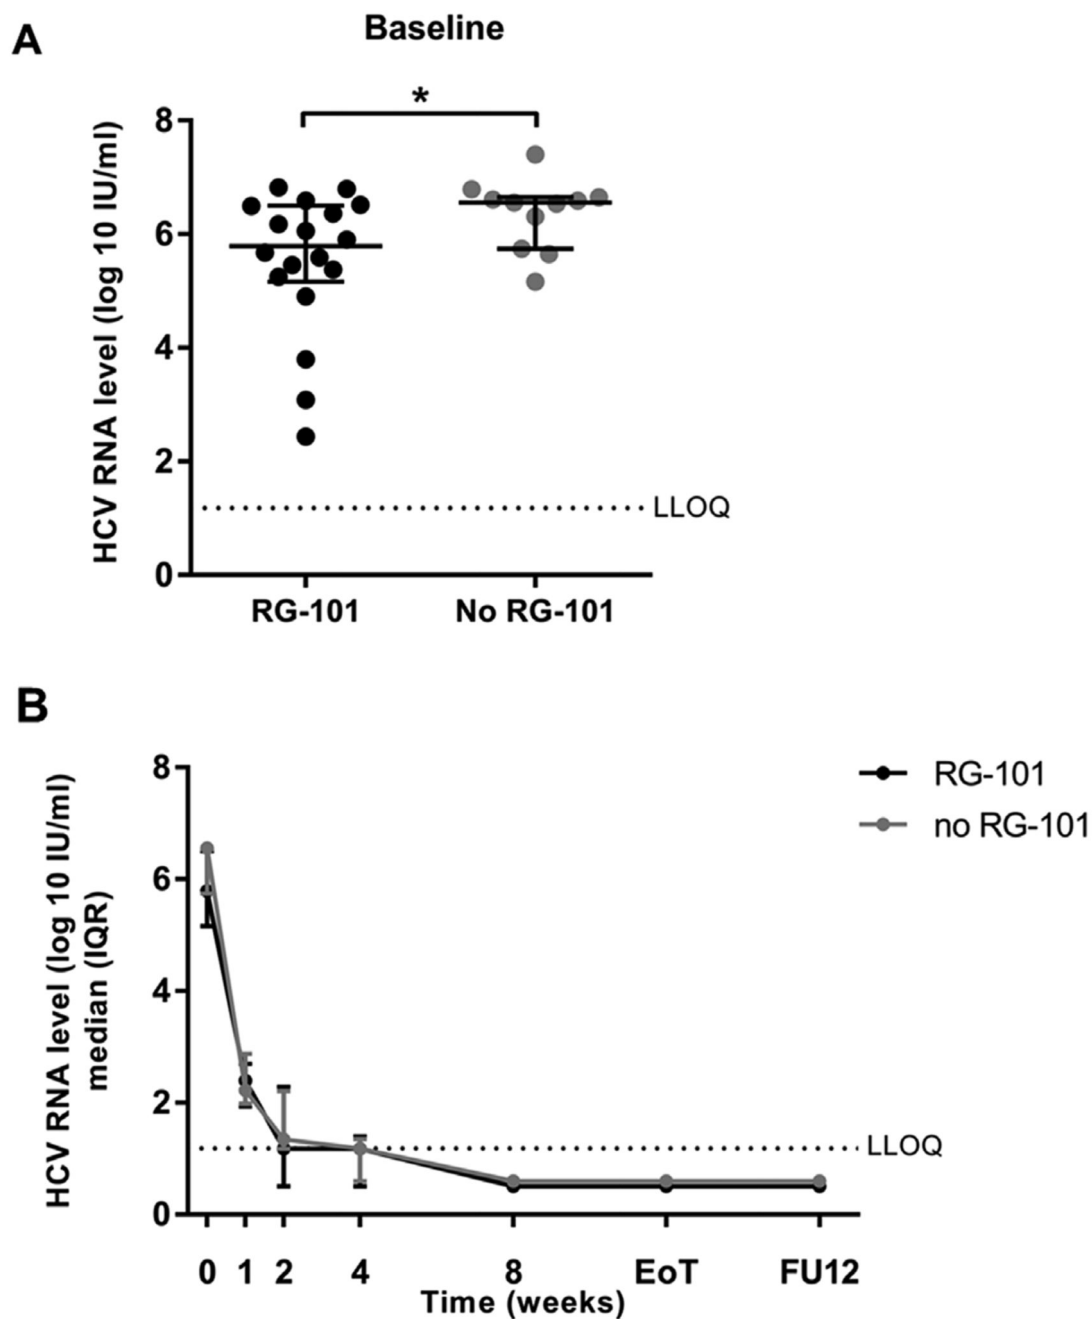 A
Baseline
*
HCV RNA level (log 10 IU/ml)
8
6
4
2
0
LLOQ
RG-101
No RG-101
B
HCV RNA level (log 10 IU/ml)
median (IQR)
8
6
4
2
0
RG-101
no RG-101
LLOQ
0 1 2 4 8 EoT FU12
Time (weeks)